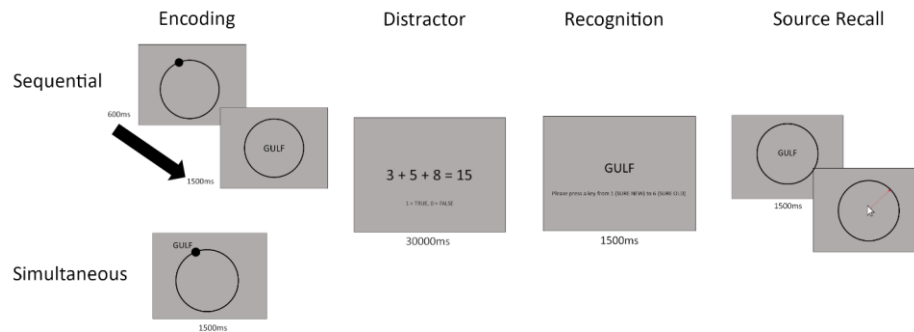 Encoding
Distractor
Recognition
Source Recall
Sequential
600ms
GULF
1500ms
3 + 5 + 8 = 15
1 = TRUE, 0 = FALSE
30000ms
GULF
Please press a key from 1 (SURE NEW) to 6 (SURE OLD)
1500ms
GULF
1500ms
Simultaneous
GULF
1500ms